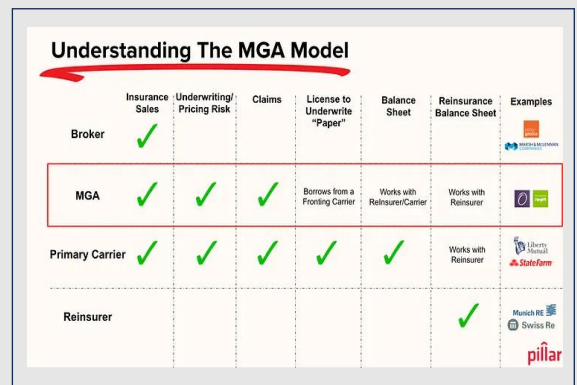 Understanding The MGA Model
Insurance Sales
Underwriting/ Pricing Risk
Claims
License to Underwrite "Paper"
Balance Sheet
Reinsurance Balance Sheet
Examples
Broker
MARSH & MCLENNAN
COMPANIES
MGA
Borrows from a Fronting Carrier
Works with ReInsurer/Carrier
Works with Reinsurer
Primary Carrier
Works with Reinsurer
Liberty Mutual
StateFarm
Reinsurer
Munich RE
Swiss Re
pillar